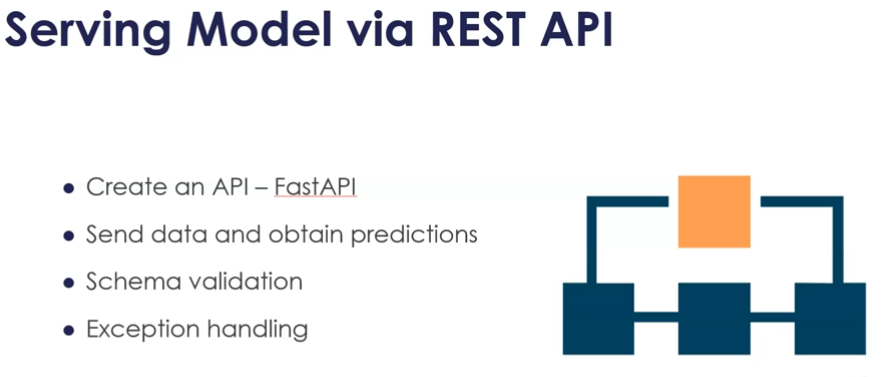 Serving Model via REST API
● Create an API – FastAPI
● Send data and obtain predictions
● Schema validation
● Exception handling